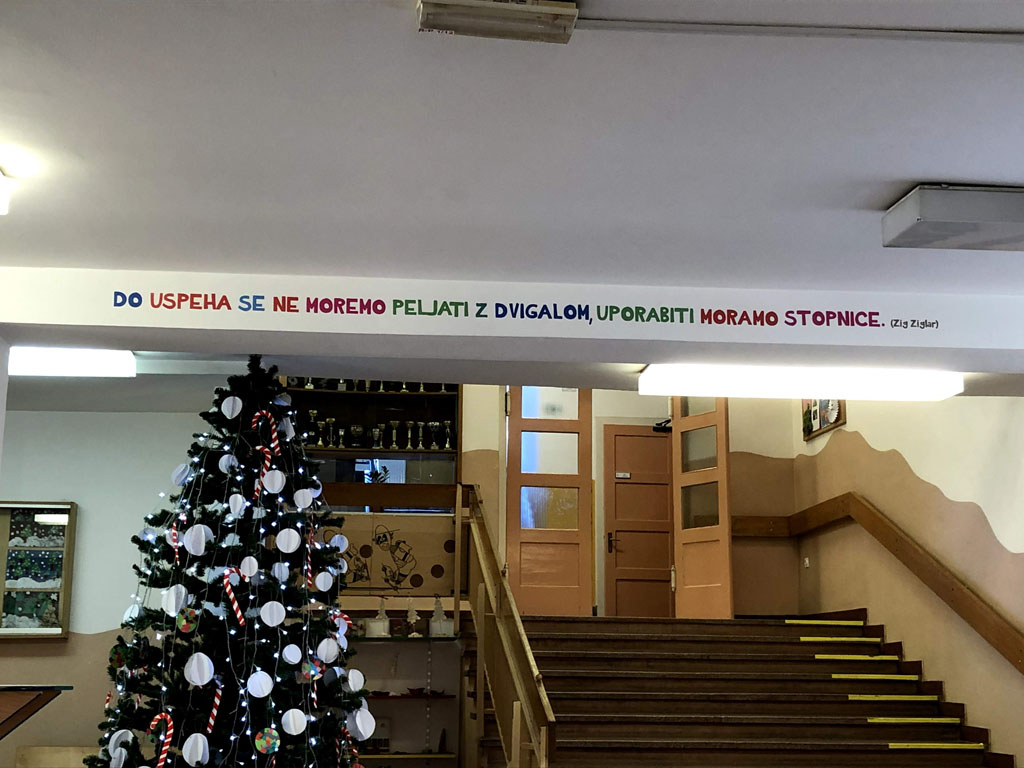 DO USPEHA SE NE MOREMO PELJATI Z DVIGALOM, UPORABITI MORAMO STOPNICE. (Zig Ziglar)